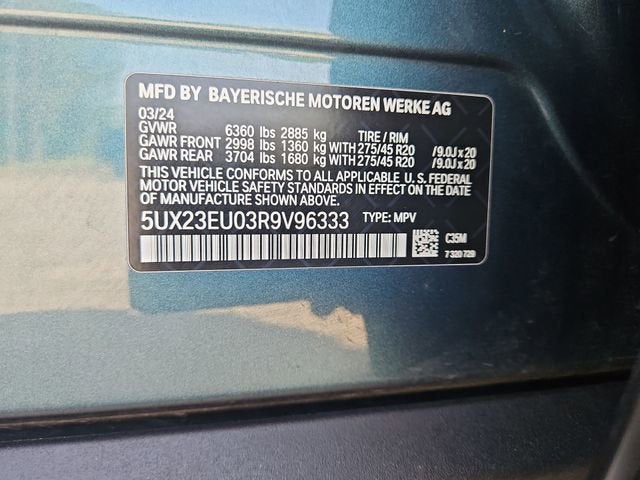 MFD BY BAYERISCHE MOTOREN WERKE AG
03/24
GVWR 6360 lbs 2885 kg TIRE / RIM
GAWR FRONT 2998 lbs 1360 kg WITH 275/45 R20 /9.0J x 20
GAWR REAR 3704 lbs 1680 kg WITH 275/45 R20 /9.0J x 20
THIS VEHICLE CONFORMS TO ALL APPLICABLE U. S. FEDERAL
MOTOR VEHICLE SAFETY STANDARDS IN EFFECT ON THE DATE OF
MANUFACTURE SHOWN ABOVE.
5UX23EU03R9V96333 TYPE: MPV
C35M
7320729